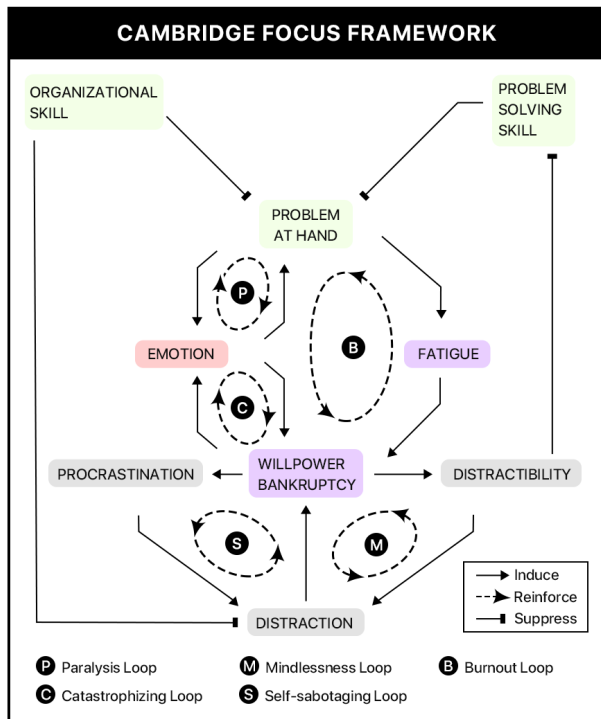 CAMBRIDGE FOCUS FRAMEWORK
ORGANIZATIONAL
SKILL
PROBLEM
SOLVING
SKILL
PROBLEM
AT HAND
P
EMOTION
B
FATIGUE
C
PROCRASTINATION
WILLPOWER
BANKRUPTCY
DISTRACTIBILITY
S
M
DISTRACTION
Induce
Reinforce
Suppress
P Paralysis Loop
M Mindlessness Loop
B Burnout Loop
C Catastrophizing Loop
S Self-sabotaging Loop